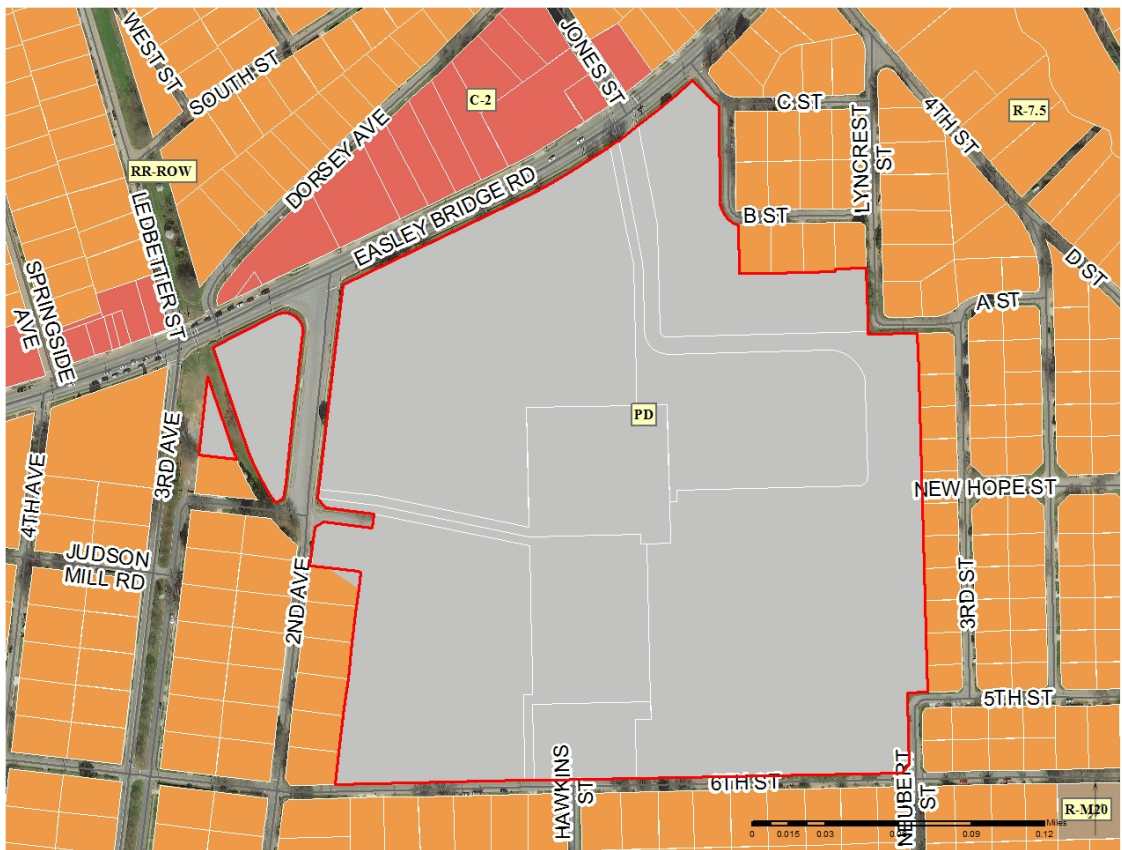 WEST ST
SOUTH ST
JONES ST
C-2
C ST
4TH ST
R-7.5
LYNCREST
ST
DORSEY AVE
RR-ROW
LEDBETTER ST
EASLEY BRIDGE RD
B ST
D ST
A ST
SPRINGSIDE
AVE
PD
3RD AVE
4TH AVE
NEW HOPE ST
JUDSON
MILL RD
2ND AVE
3RD ST
5TH ST
HAWKINS
ST
6TH ST
NEUBERT
ST
R-M20
Miles
0 0.015 0.03 0.09 0.12